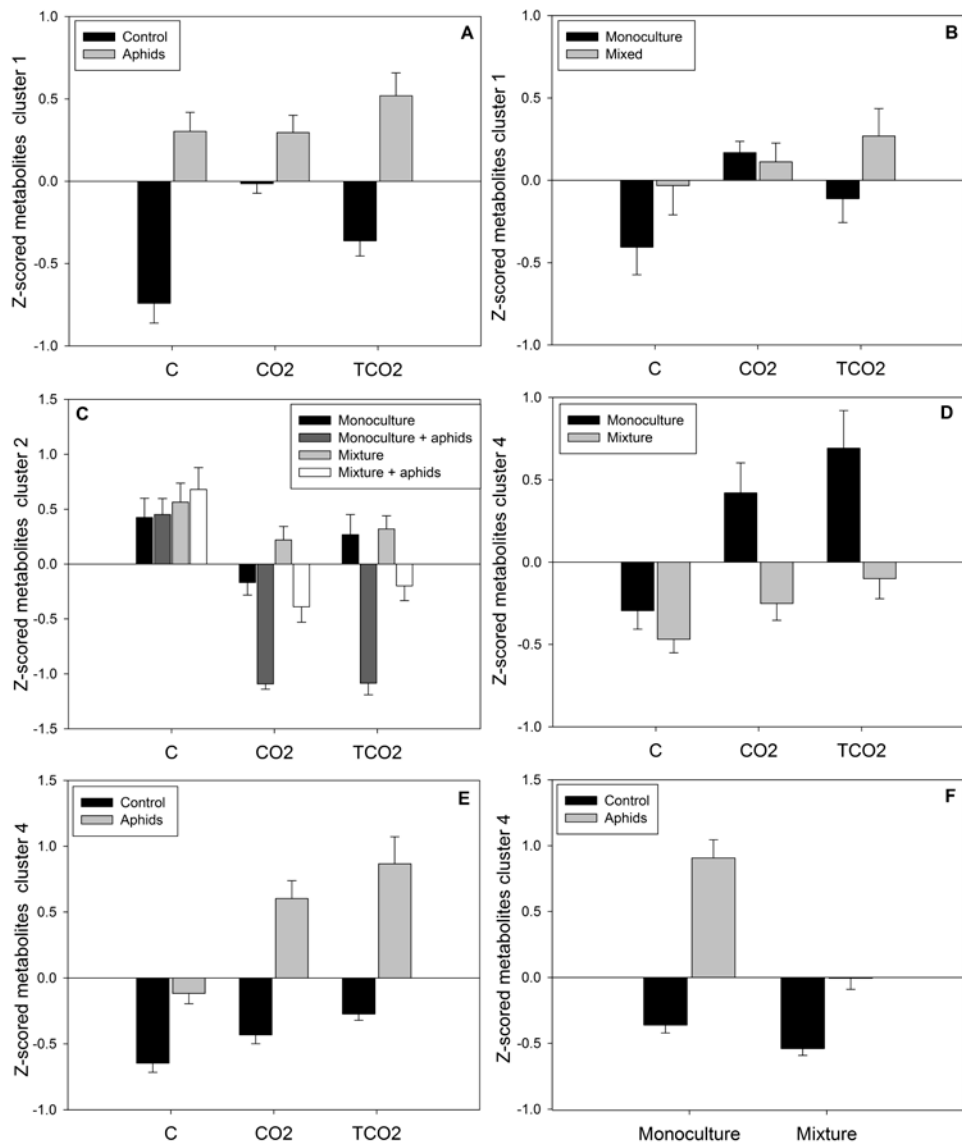 A
Control
Aphids
Z-scored metabolites cluster 1
1.0
0.5
0.0
-0.5
-1.0
C CO2 TCO2
B
Monoculture
Mixed
Z-scored metabolites cluster 1
1.0
0.5
0.0
-0.5
-1.0
C CO2 TCO2
C
Monoculture
Monoculture + aphids
Mixture
Mixture + aphids
Z-scored metabolites cluster 2
1.5
1.0
0.5
0.0
-0.5
-1.0
-1.5
C CO2 TCO2
D
Monoculture
Mixture
Z-scored metabolites cluster 4
1.0
0.5
0.0
-0.5
-1.0
C CO2 TCO2
E
Control
Aphids
Z-scored metabolites cluster 4
1.5
1.0
0.5
0.0
-0.5
-1.0
C CO2 TCO2
F
Control
Aphids
Z-scored metabolites cluster 4
1.5
1.0
0.5
0.0
-0.5
-1.0
Monoculture Mixture